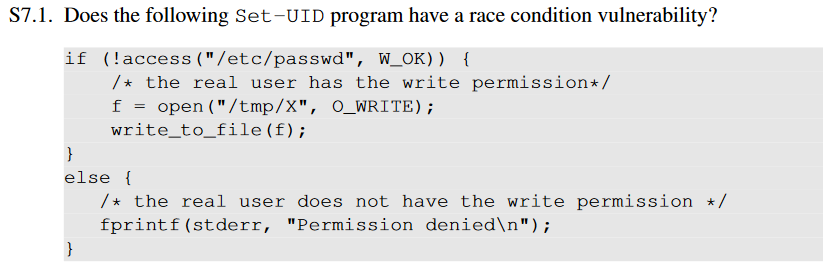 S7.1. Does the following Set-UID program have a race condition vulnerability?
if (!access("/etc/passwd", W_OK)) {
/* the real user has the write permission*/
f = open("/tmp/X", O_WRITE);
write_to_file(f);
}
else {
/* the real user does not have the write permission */
fprintf(stderr, "Permission denied\n");
}